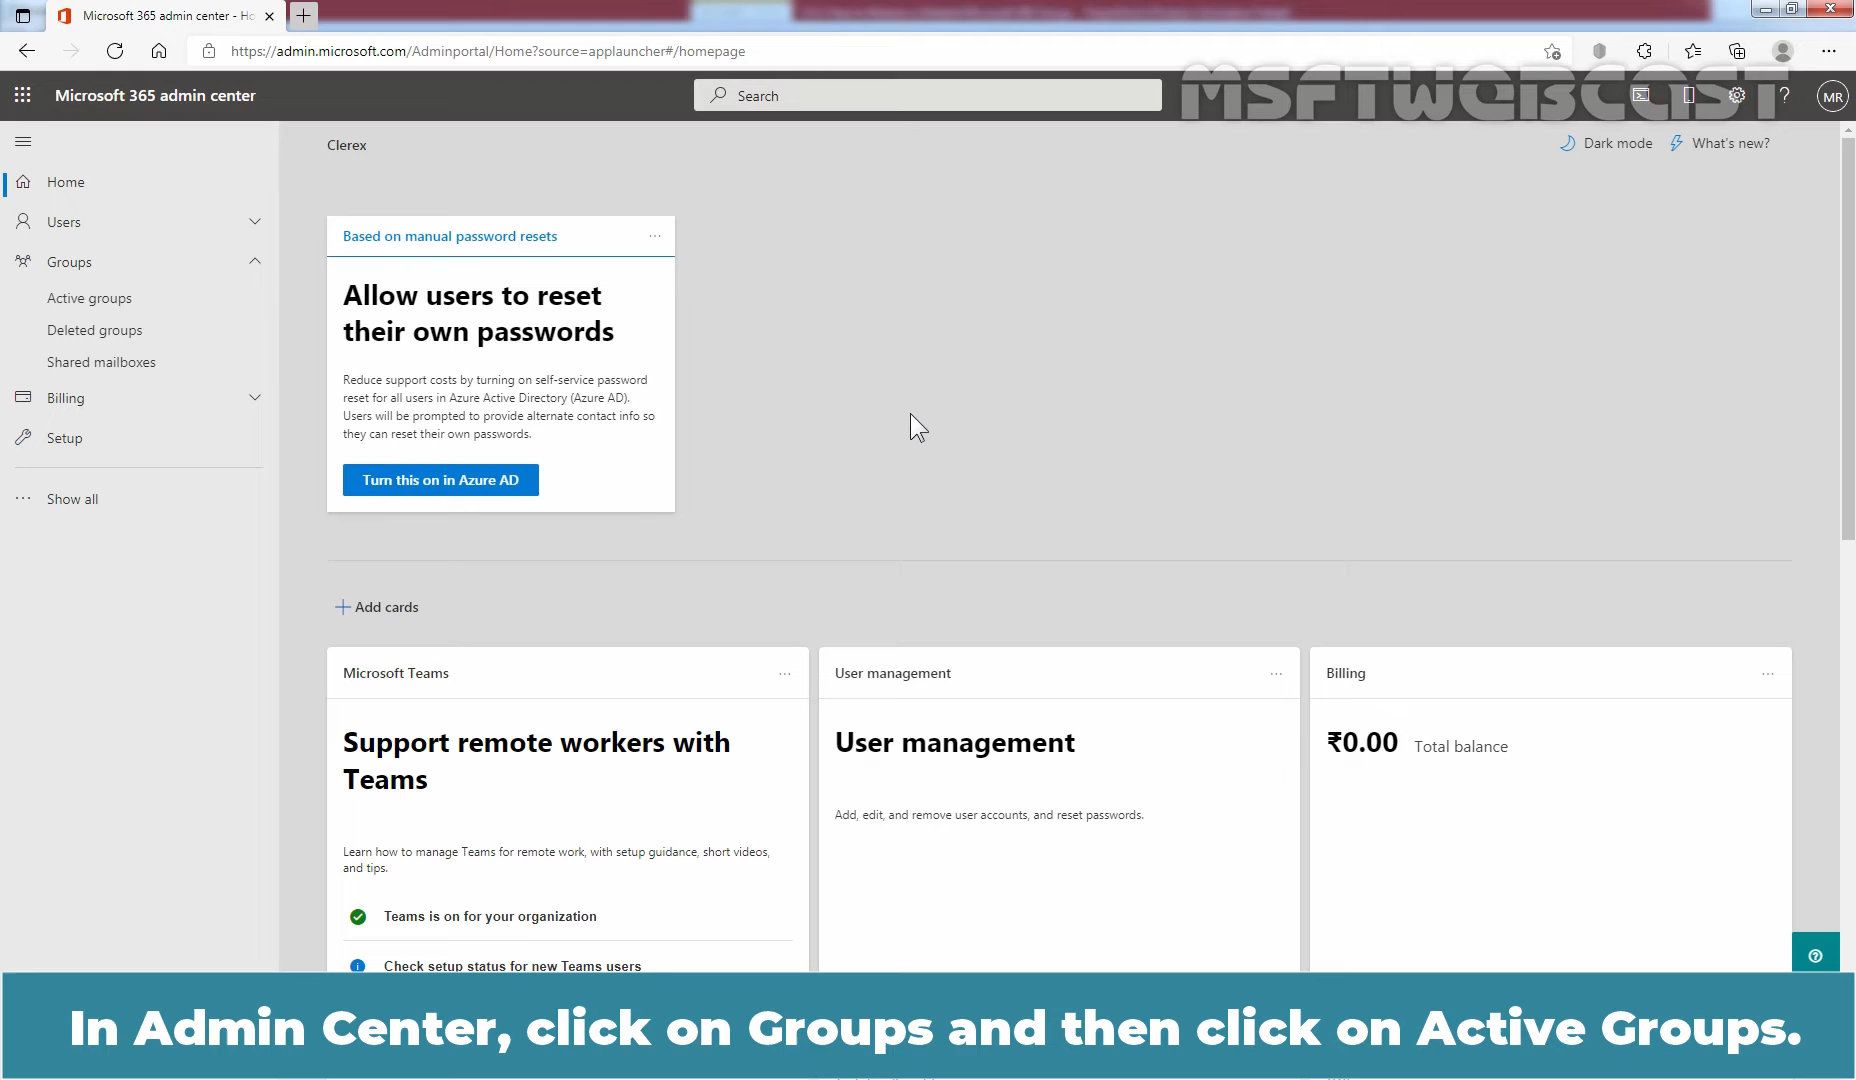 Microsoft 365 admin center - Ho
https://admin.microsoft.com/Adminportal/Home?source=applauncher#/homepage
Microsoft 365 admin center
Search
MSFTWEBCAST
MR
Clerex
Dark mode
What's new?
Home
Users
Groups
Active groups
Deleted groups
Shared mailboxes
Billing
Setup
Show all
Based on manual password resets
Allow users to reset
their own passwords
Reduce support costs by turning on self-service password
reset for all users in Azure Active Directory (Azure AD).
Users will be prompted to provide alternate contact info so
they can reset their own passwords.
Turn this on in Azure AD
Add cards
Microsoft Teams
Support remote workers with
Teams
Learn how to manage Teams for remote work, with setup guidance, short videos,
and tips.
Teams is on for your organization
Check setup status for new Teams users
User management
User management
Add, edit, and remove user accounts, and reset passwords.
Billing
₹0.00 Total balance
In Admin Center, click on Groups and then click on Active Groups.